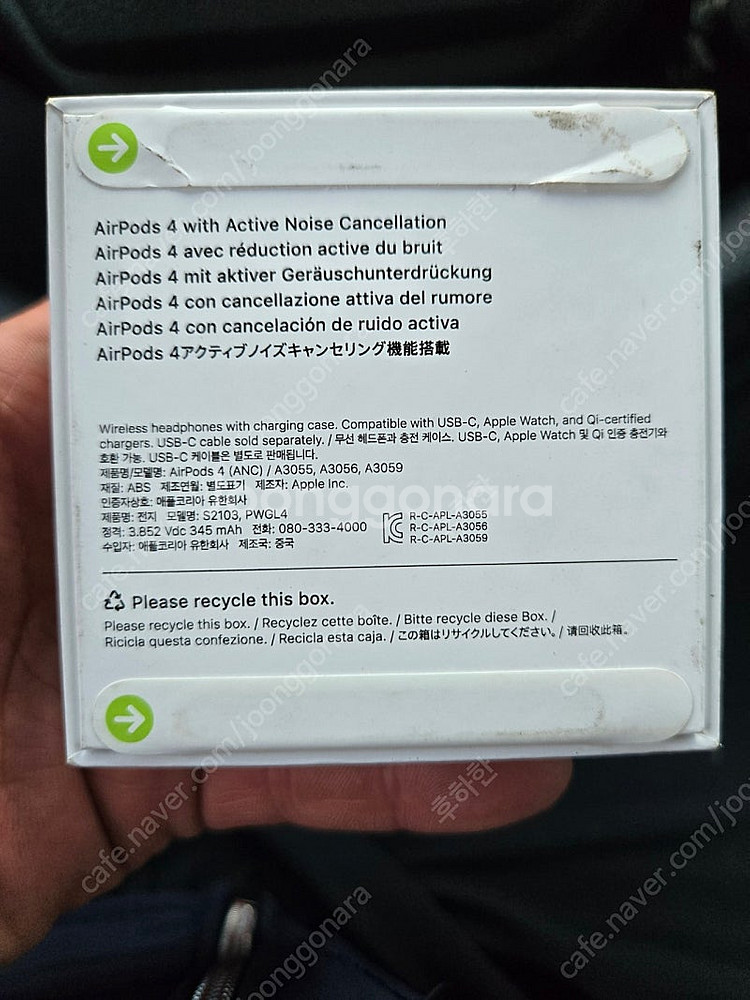 AirPods 4 with Active Noise Cancellation
AirPods 4 avec réduction active du bruit
AirPods 4 mit aktiver Geräuschunterdrückung
AirPods 4 con cancellazione attiva del rumore
AirPods 4 con cancelación de ruido activa
AirPods 4アクティブノイズキャンセリング機能搭載
Wireless headphones with charging case. Compatible with USB-C, Apple Watch, and Qi-certified
chargers. USB-C cable sold separately. / 무선 헤드폰과 충전 케이스. USB-C, Apple Watch 및 Qi 인증 충전기와
호환 가능. USB-C 케이블은 별도로 판매됩니다.
제품명/모델명: AirPods 4 (ANC) / A3055, A3056, A3059
재질: ABS 제조연월: 별도표기 제조자: Apple Inc.
인증자상호: 애플코리아 유한회사
제품명: 전지 모델명: S2103, PWGL4
정격: 3.852 Vdc 345 mAh 전화: 080-333-4000
수입자: 애플코리아 유한회사 제조국: 중국
R-C-APL-A3055
R-C-APL-A3056
R-C-APL-A3059
Please recycle this box.
Please recycle this box. / Recyclez cette boîte. / Bitte recycle diese Box. /
Ricicla questa confezione. / Recicla esta caja. / この箱はリサイクルしてください。/ 请回收此箱。
joonggonara
cafe.naver.com/joonggonara
후하한